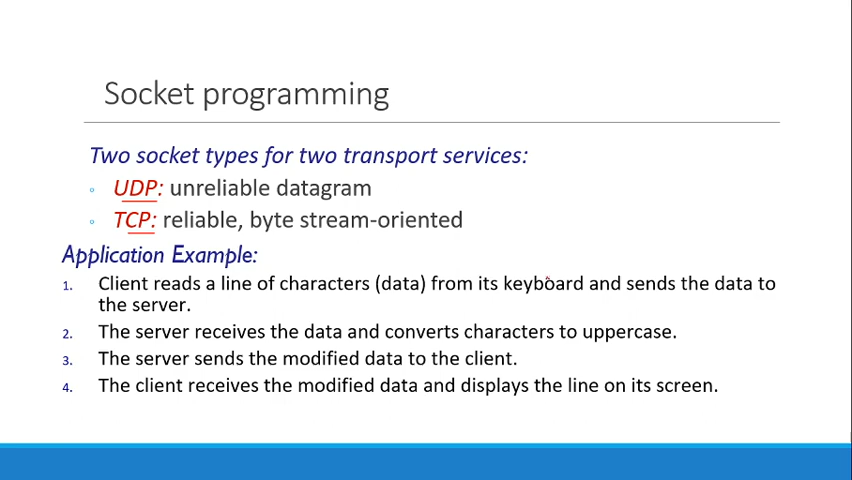 Socket programming
Two socket types for two transport services:
◦ UDP: unreliable datagram
◦ TCP: reliable, byte stream-oriented
Application Example:
1. Client reads a line of characters (data) from its keyboard and sends the data to
the server.
2. The server receives the data and converts characters to uppercase.
3. The server sends the modified data to the client.
4. The client receives the modified data and displays the line on its screen.